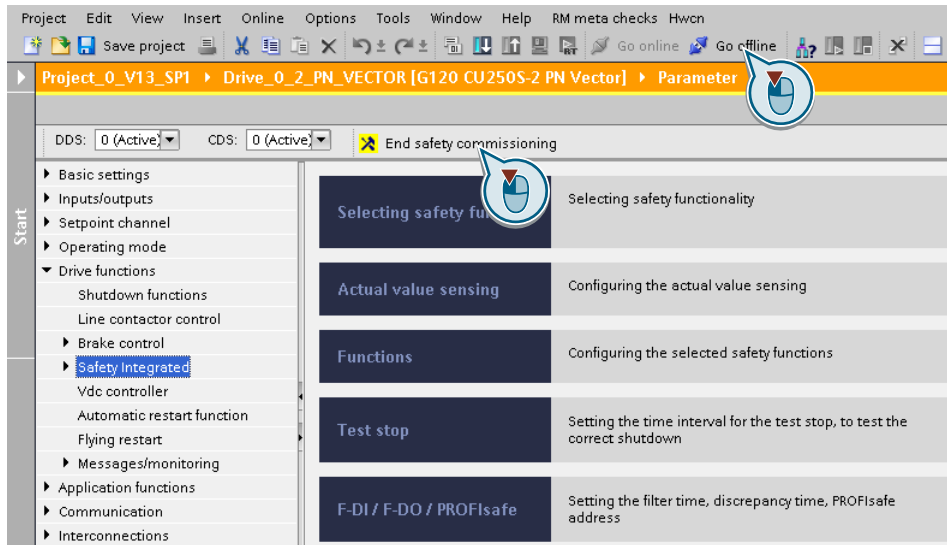 Project Edit View Insert Online Options Tools Window Help RM meta checks Hwcn
Save project Go online Go offline
Project_0_V13_SP1 Drive_0_2_PN_VECTOR [G120 CU250S-2 PN Vector] Parameter
DDS: 0 (Active) CDS: 0 (Active) End safety commissioning
Start
Basic settings
Inputs/outputs
Setpoint channel
Operating mode
Drive functions
Shutdown functions
Line contactor control
Brake control
Safety Integrated
Vdc controller
Automatic restart function
Flying restart
Messages/monitoring
Application functions
Communication
Interconnections
Selecting safety
Selecting safety functionality
Actual value sensing
Configuring the actual value sensing
Functions
Configuring the selected safety functions
Test stop
Setting the time interval for the test stop, to test the
correct shutdown
F-DI / F-DO / PROFIsafe
Setting the filter time, discrepancy time, PROFIsafe
address